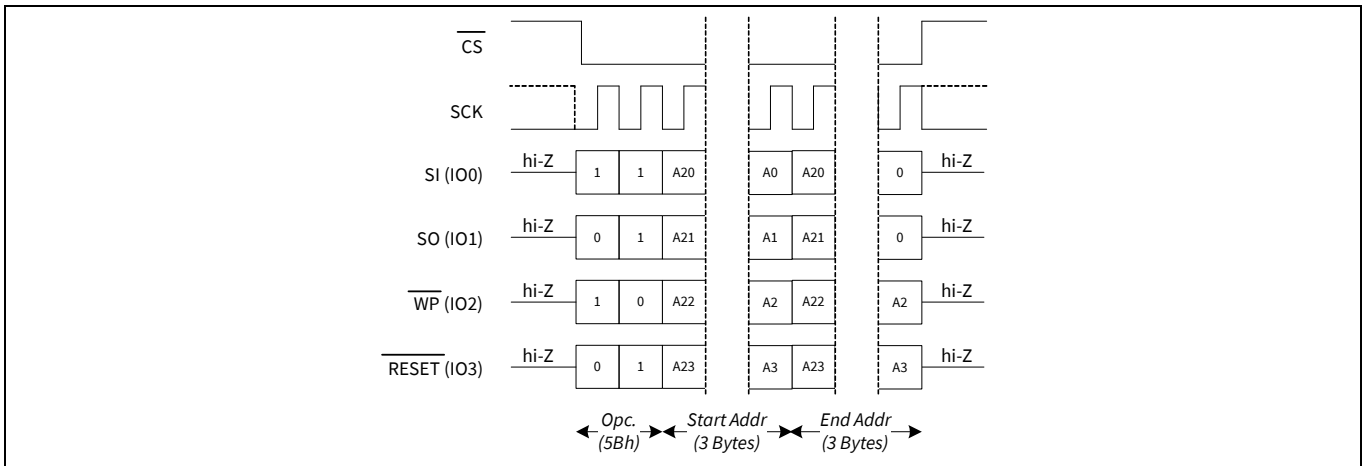 CS
SCK
SI (IO0) hi-Z 1 1 A20 A0 A20 0 hi-Z
SO (IO1) hi-Z 0 1 A21 A1 A21 0 hi-Z
WP (IO2) hi-Z 1 0 A22 A2 A22 A2 hi-Z
RESET (IO3) hi-Z 0 1 A23 A3 A23 A3 hi-Z
Opc. Start Addr End Addr
(5Bh) (3 Bytes) (3 Bytes)